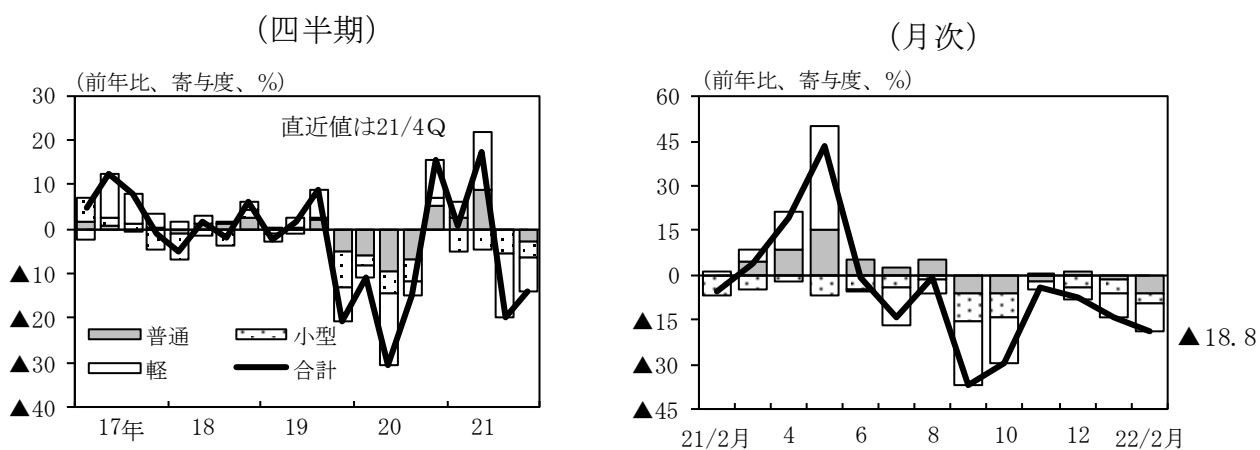 (四半期)
(前年比、寄与度、%)
30
20
10
0
▲10
▲20
▲30
▲40
直近値は21/4Q
普通
小型
軽
合計
17年 18 19 20 21
(月次)
(前年比、寄与度、%)
60
45
30
15
0
▲15
▲30
▲45
▲18.8
21/2月 4 6 8 10 12 22/2月